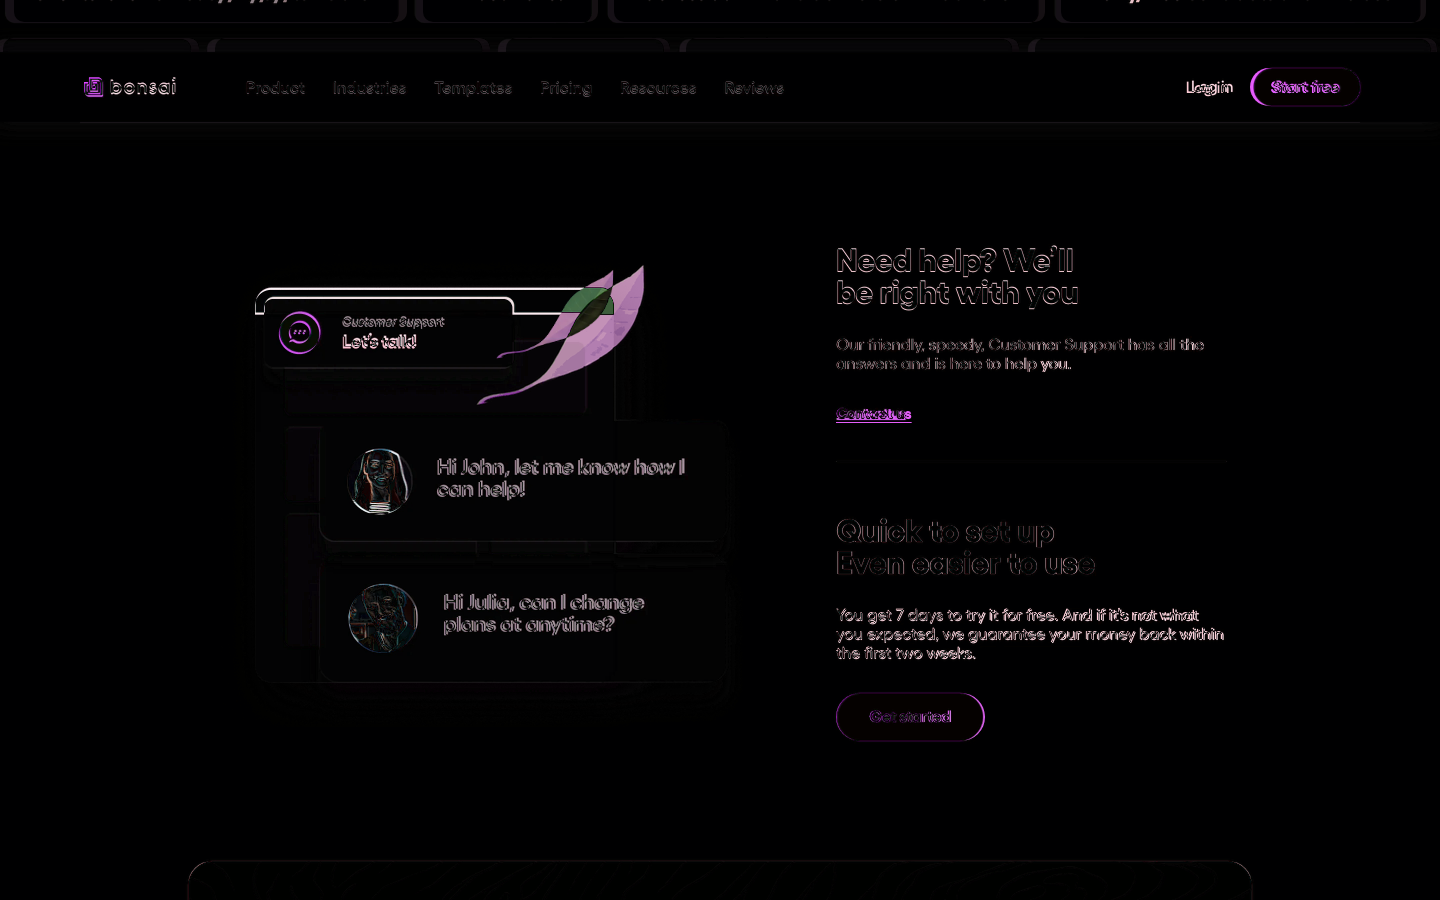 bonsai
Product Industries Templates Pricing Resources Reviews
Login
Start free
Need help? We'll
be right with you
Customer Support
Let's talk!
Our friendly, speedy, Customer Support has all the
answers and is here to help you.
Contact us
Hi John, let me know how I
can help!
Quick to set up
Even easier to use
Hi Julia, can I change
plans at anytime?
You get 7 days to try it for free. And if it's not what
you expected, we guarantee your money back within
the first two weeks.
Get started